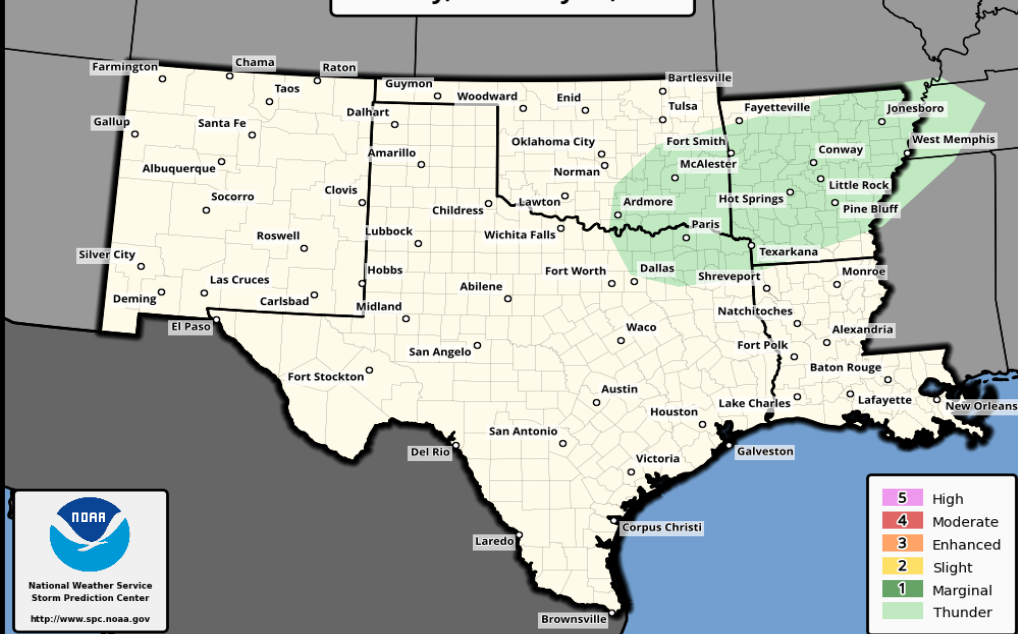 Farmington
Chama
Raton
Taos
Guymon
Woodward
Enid
Bartlesville
Tulsa
Fayetteville
Jonesboro
Gallup
Santa Fe
Dalhart
Oklahoma City
Fort Smith
Conway
West Memphis
Albuquerque
Amarillo
Norman
McAlester
Little Rock
Socorro
Clovis
Childress
Lawton
Ardmore
Hot Springs
Pine Bluff
Roswell
Lubbock
Wichita Falls
Paris
Texarkana
Silver City
Las Cruces
Hobbs
Fort Worth
Dallas
Shreveport
Monroe
Deming
Carlsbad
Midland
Abilene
Natchitoches
El Paso
San Angelo
Waco
Fort Polk
Alexandria
Fort Stockton
Baton Rouge
Austin
Lake Charles
Lafayette
New Orleans
Houston
San Antonio
Del Rio
Victoria
Galveston
Corpus Christi
Laredo
Brownsville
NOAA
National Weather Service
Storm Prediction Center
http://www.spc.noaa.gov
5 High
4 Moderate
3 Enhanced
2 Slight
1 Marginal
Thunder